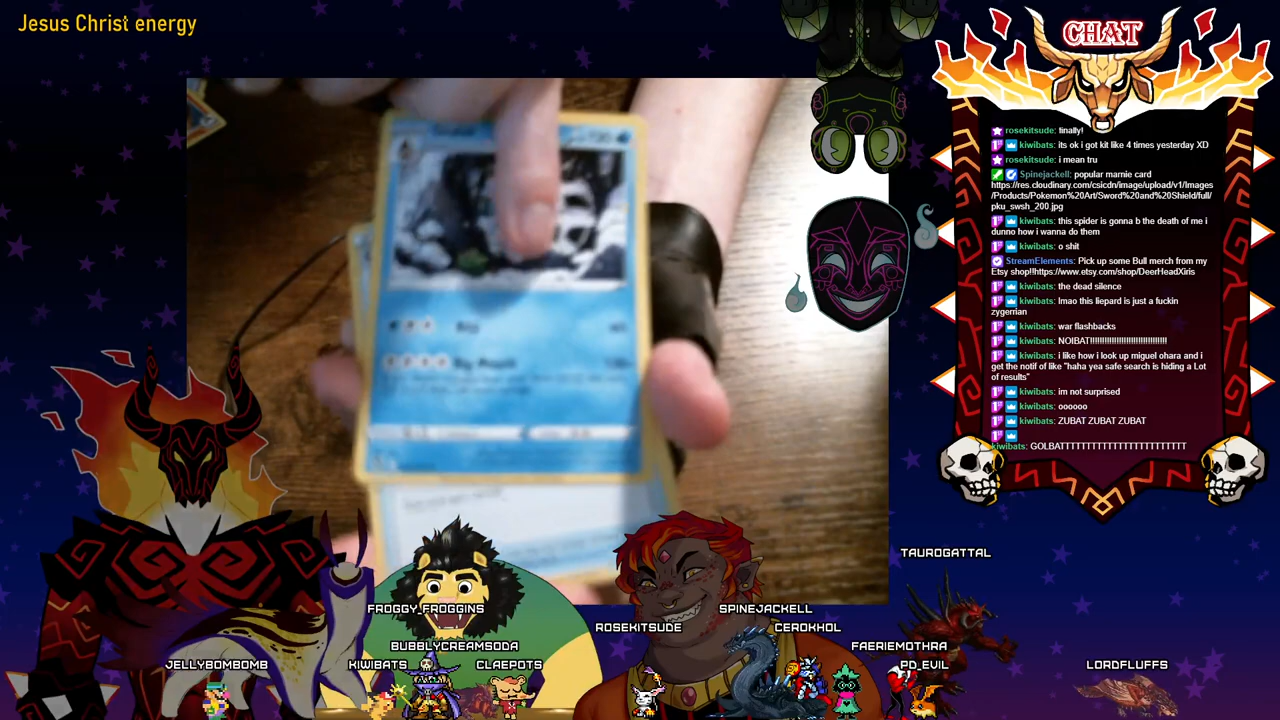 Jesus Christ energy
CHAT
rosekitsude: finally!
kiwibats: its ok i got kit like 4 times yesterday XD
rosekitsude: i mean tru
Spinejackell: popular marnie card
https://res.cloudinary.com/csicdn/image/upload/v1/Images
/Products/Pokemon%20Art/Sword%20and%20Shield/full/
pku_swsh_200.jpg
kiwibats: this spider is gonna b the death of me i
dunno how i wanna do them
kiwibats: o shit
StreamElements: Pick up some Bull merch from my
Etsy shop!!https://www.etsy.com/shop/DeerHeadXiris
kiwibats: the dead silence
kiwibats: lmao this liepard is just a fuckin
zygerrian
kiwibats: war flashbacks
kiwibats: NOIBAT!!!!!!!!!!!!!!!!!!!!!!!!!!!!!!
kiwibats: i like how i look up miguel ohara and i
get the notif of like "haha yea safe search is hiding a Lot
of results"
kiwibats: im not surprised
kiwibats: oooooo
kiwibats: ZUBAT ZUBAT ZUBAT
kiwibats: GOLBATTTTTTTTTTTTTTTTTTTTTTTT
TAUROGATTAL
FROGGY_FROGGINS
SPINEJACKELL
ROSEKITSUDE
CEROKHOL
BUBBLYCREAMSODA
FAERIEMOTHRA
JELLYBOMBOMB
KIWIBATS
CLAEPOTS
PD_EVIL
LORDFLUFFS